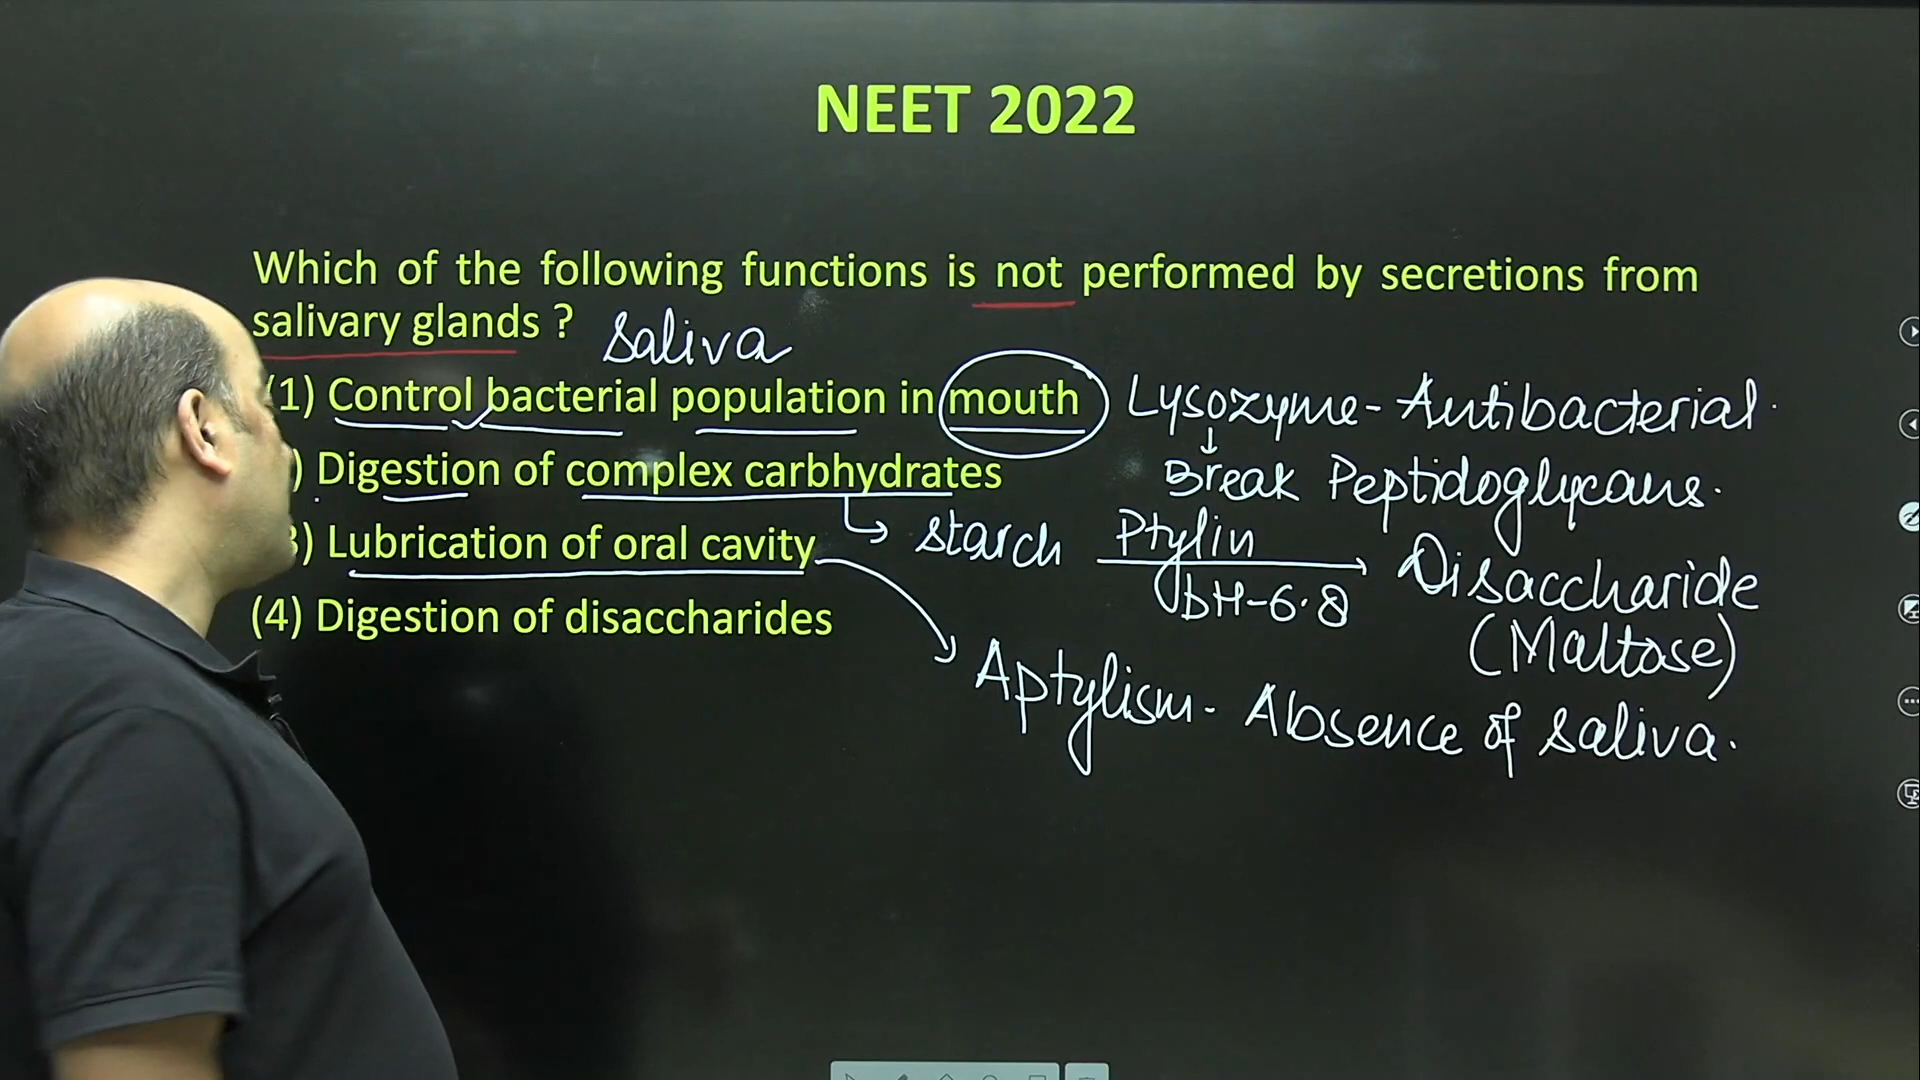 NEET 2022
Which of the following functions is not performed by secretions from
salivary glands ?
Saliva
(1) Control bacterial population in mouth
Lysozyme - Antibacterial.
Break Peptidoglycans.
) Digestion of complex carbhydrates
Starch Ptylin pH-6.8 Disaccharide
(Maltose)
3) Lubrication of oral cavity
(4) Digestion of disaccharides
Aptylism - Absence of saliva.